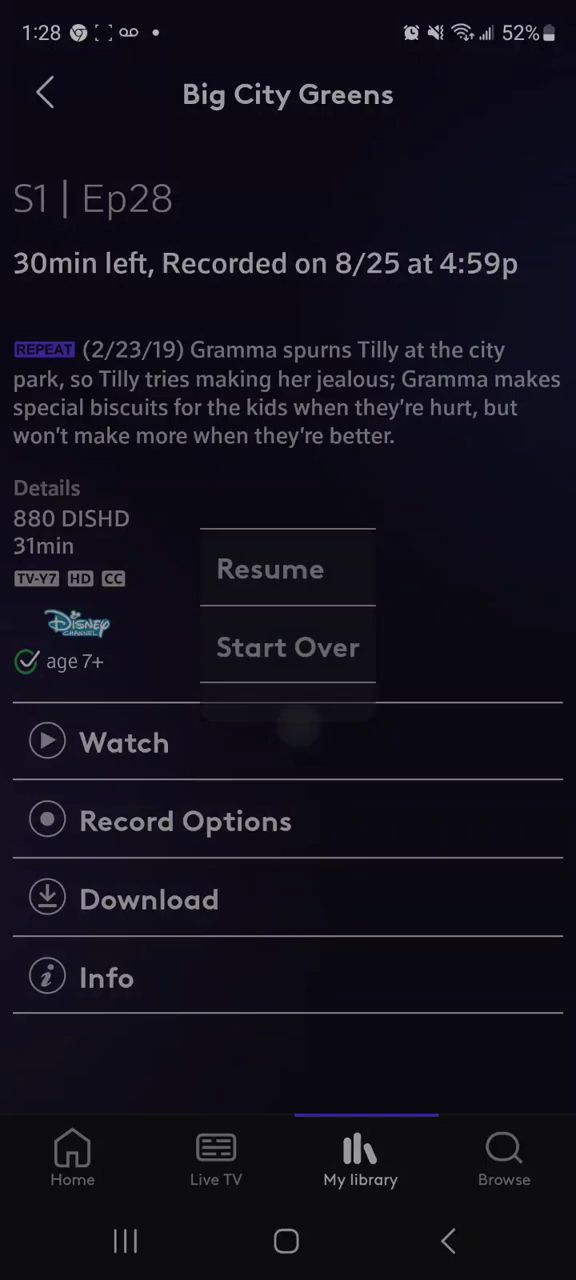 1:28
52%
Big City Greens
S1 | Ep28
30min left, Recorded on 8/25 at 4:59p
REPEAT (2/23/19) Gramma spurns Tilly at the city
park, so Tilly tries making her jealous; Gramma makes
special biscuits for the kids when they're hurt, but
won't make more when they're better.
Details
880 DISHD
31min
TV-Y7 HD CC
Disney
CHANNEL
age 7+
Resume
Start Over
Watch
Record Options
Download
Info
Home
Live TV
My library
Browse